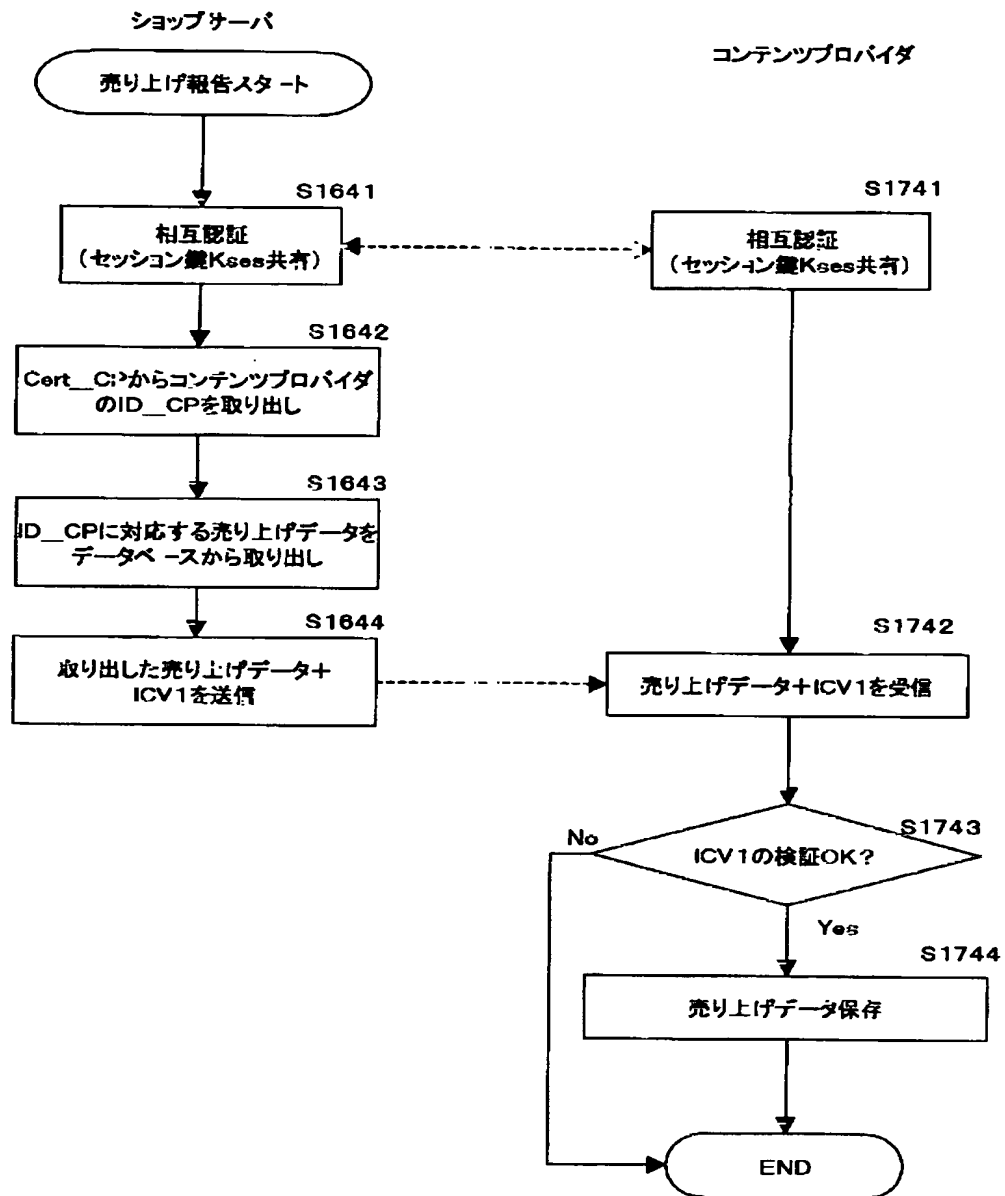 ショップサーバ
コンテンツプロバイダ
売り上げ報告スタート
S1641
相互認証
(セッション鍵Kses共有)
S1741
相互認証
(セッション鍵Kses共有)
S1642
Cert__CPからコンテンツプロバイダ
のID__CPを取り出し
S1643
ID__CPに対応する売り上げデータを
データベースから取り出し
S1644
取り出した売り上げデータ+
ICV1を送信
S1742
売り上げデータ+ICV1を受信
S1743
No
ICV1の検証OK?
Yes
S1744
売り上げデータ保存
END